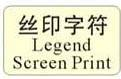 丝印字符
Legend
Screen Print